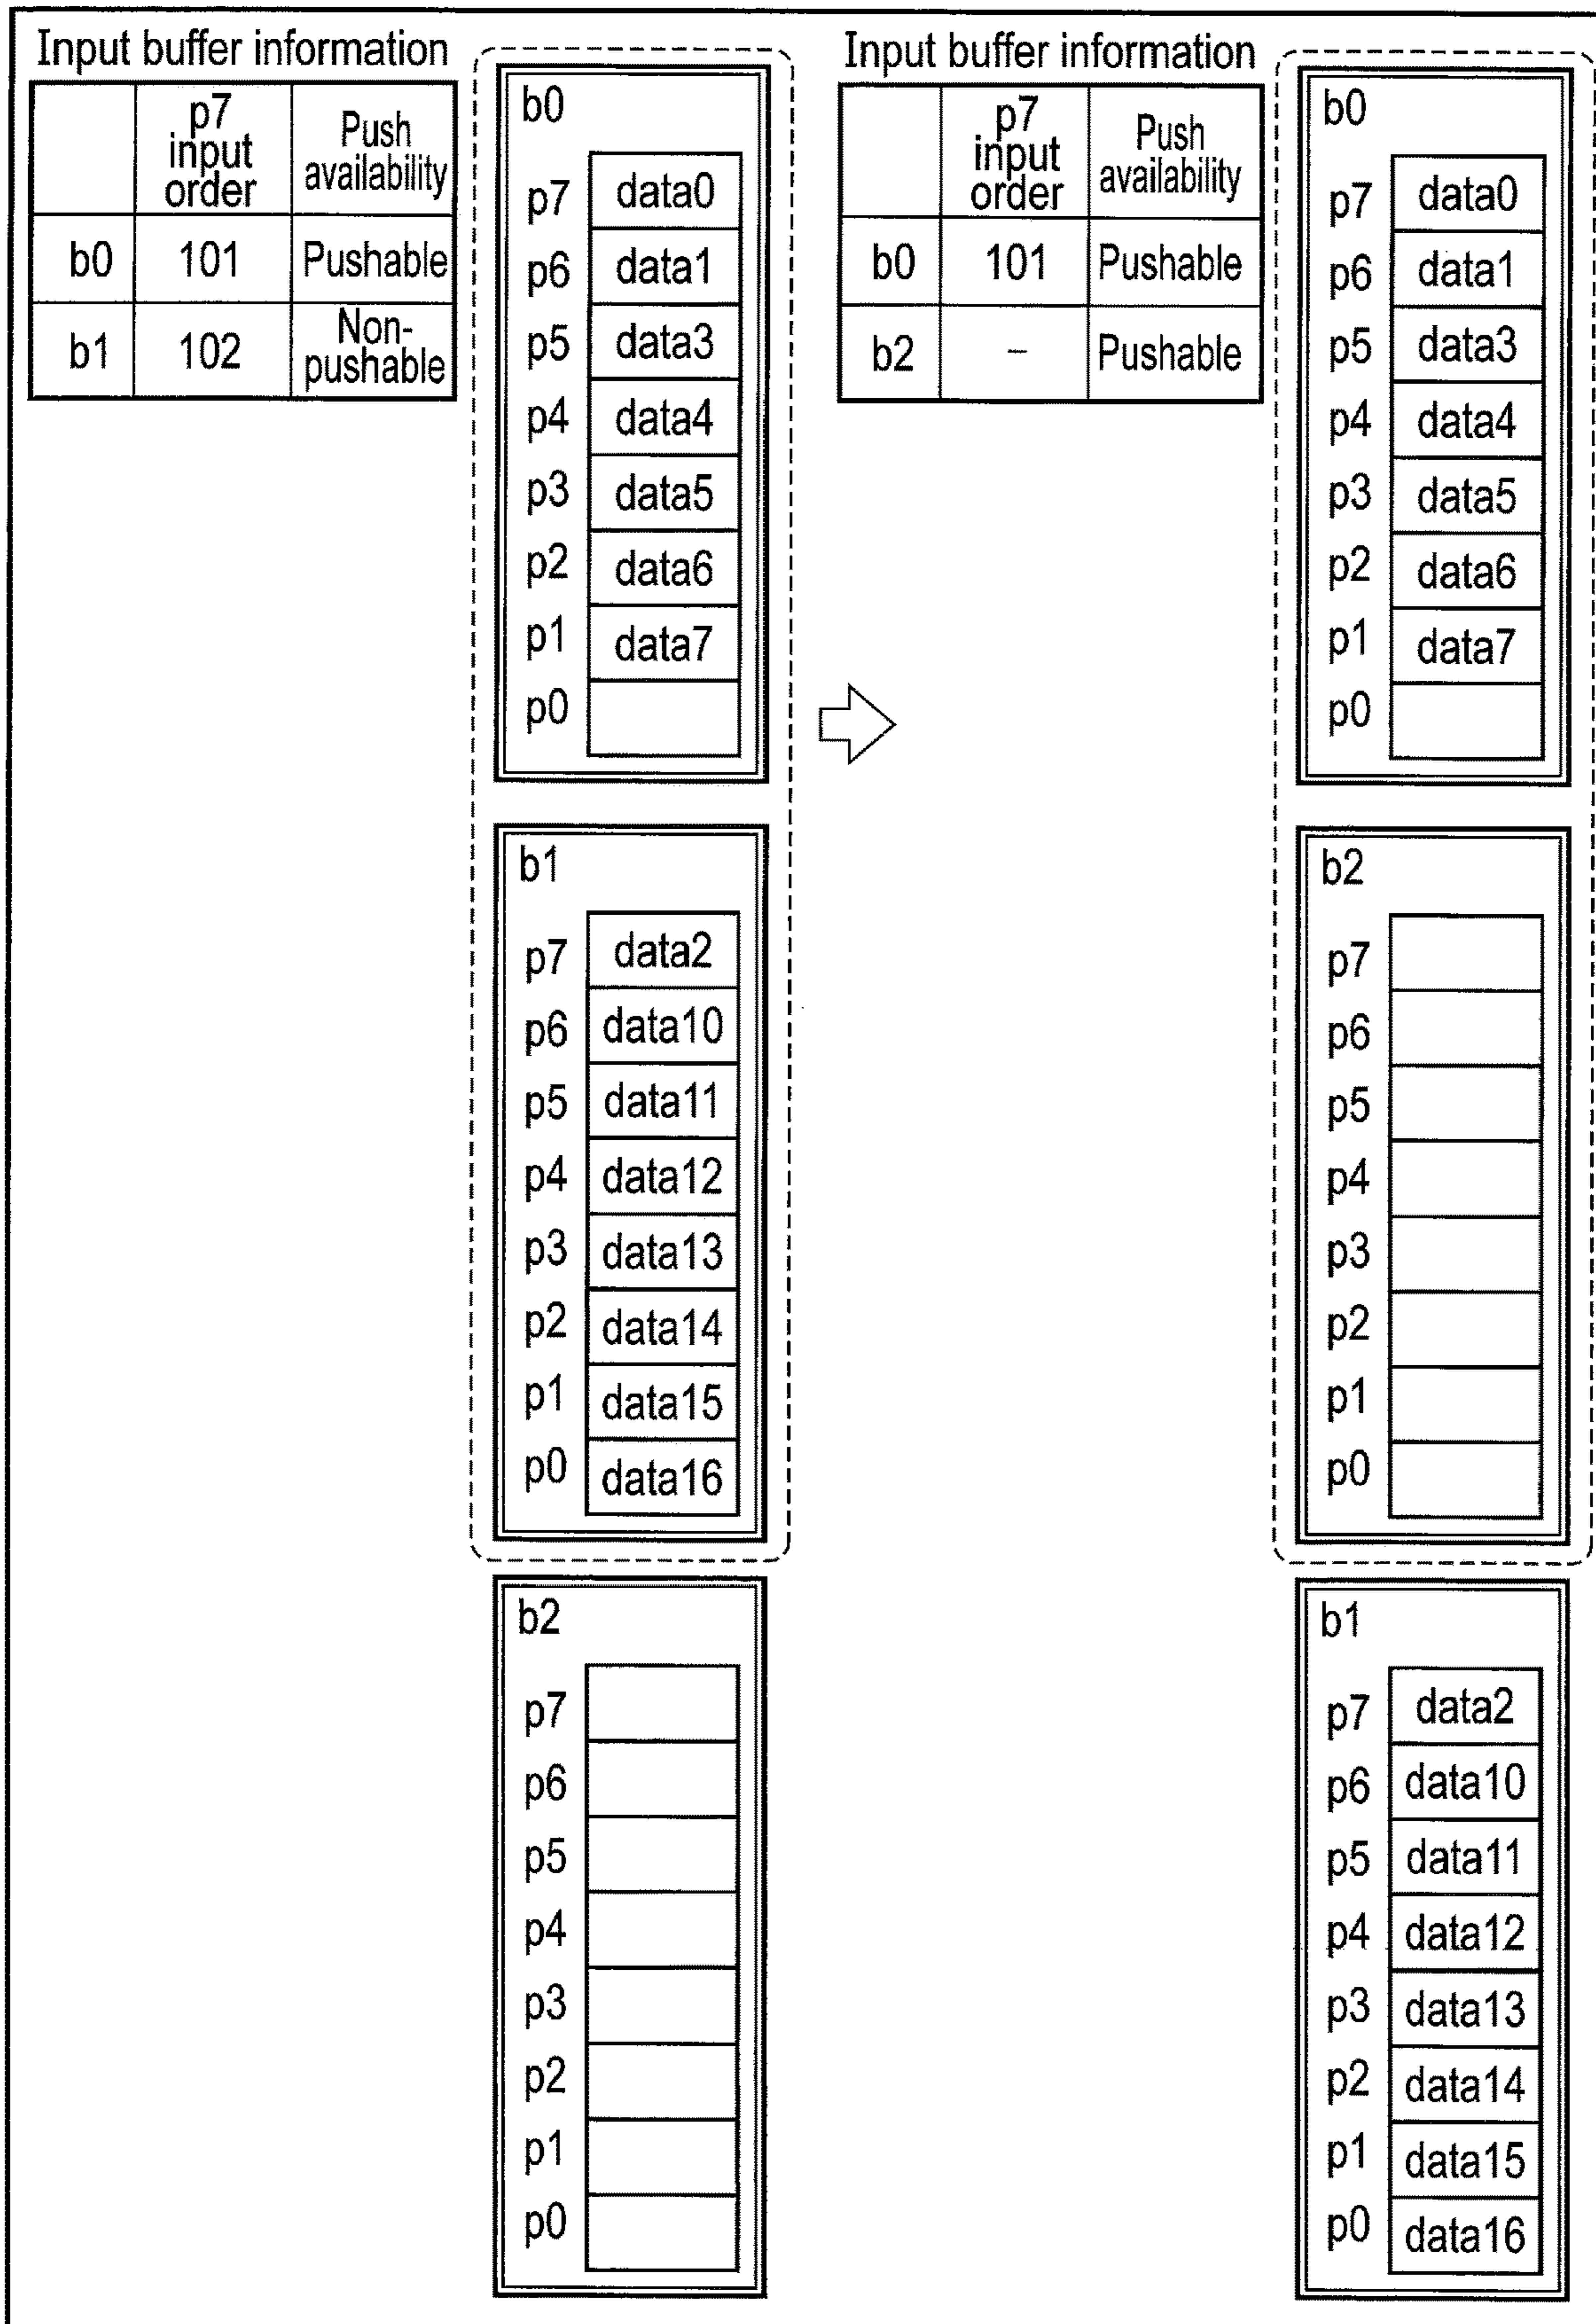 Input buffer information
p7 input order
Push availability
b0 101 Pushable
b1 102 Non-pushable
b0
p7 data0
p6 data1
p5 data3
p4 data4
p3 data5
p2 data6
p1 data7
p0
b1
p7 data2
p6 data10
p5 data11
p4 data12
p3 data13
p2 data14
p1 data15
p0 data16
b2
p7
p6
p5
p4
p3
p2
p1
p0
Input buffer information
p7 input order
Push availability
b0 101 Pushable
b2 – Pushable
b0
p7 data0
p6 data1
p5 data3
p4 data4
p3 data5
p2 data6
p1 data7
p0
b2
p7
p6
p5
p4
p3
p2
p1
p0
b1
p7 data2
p6 data10
p5 data11
p4 data12
p3 data13
p2 data14
p1 data15
p0 data16